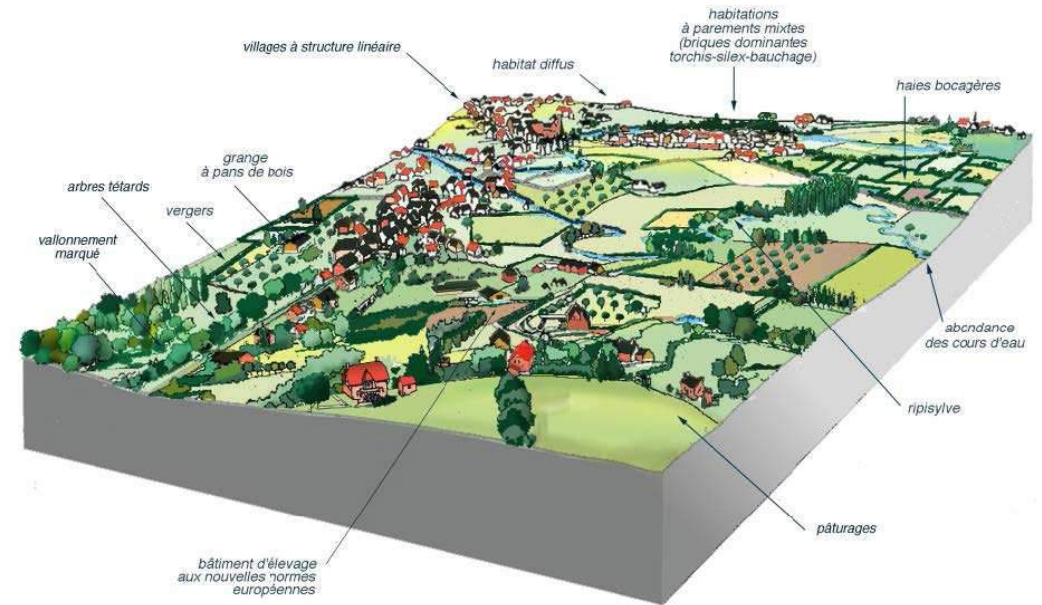 habitations
à parements mixtes
(briques dominantes
torchis-silex-bauchage)
villages à structure linéaire
habitat diffus
haies bocagères
grange
à pans de bois
arbres tétards
vergers
vallonnement
marqué
abondance
des cours d'eau
ripisylve
pâturages
bâtiment d'élevage
aux nouvelles normes
européennes